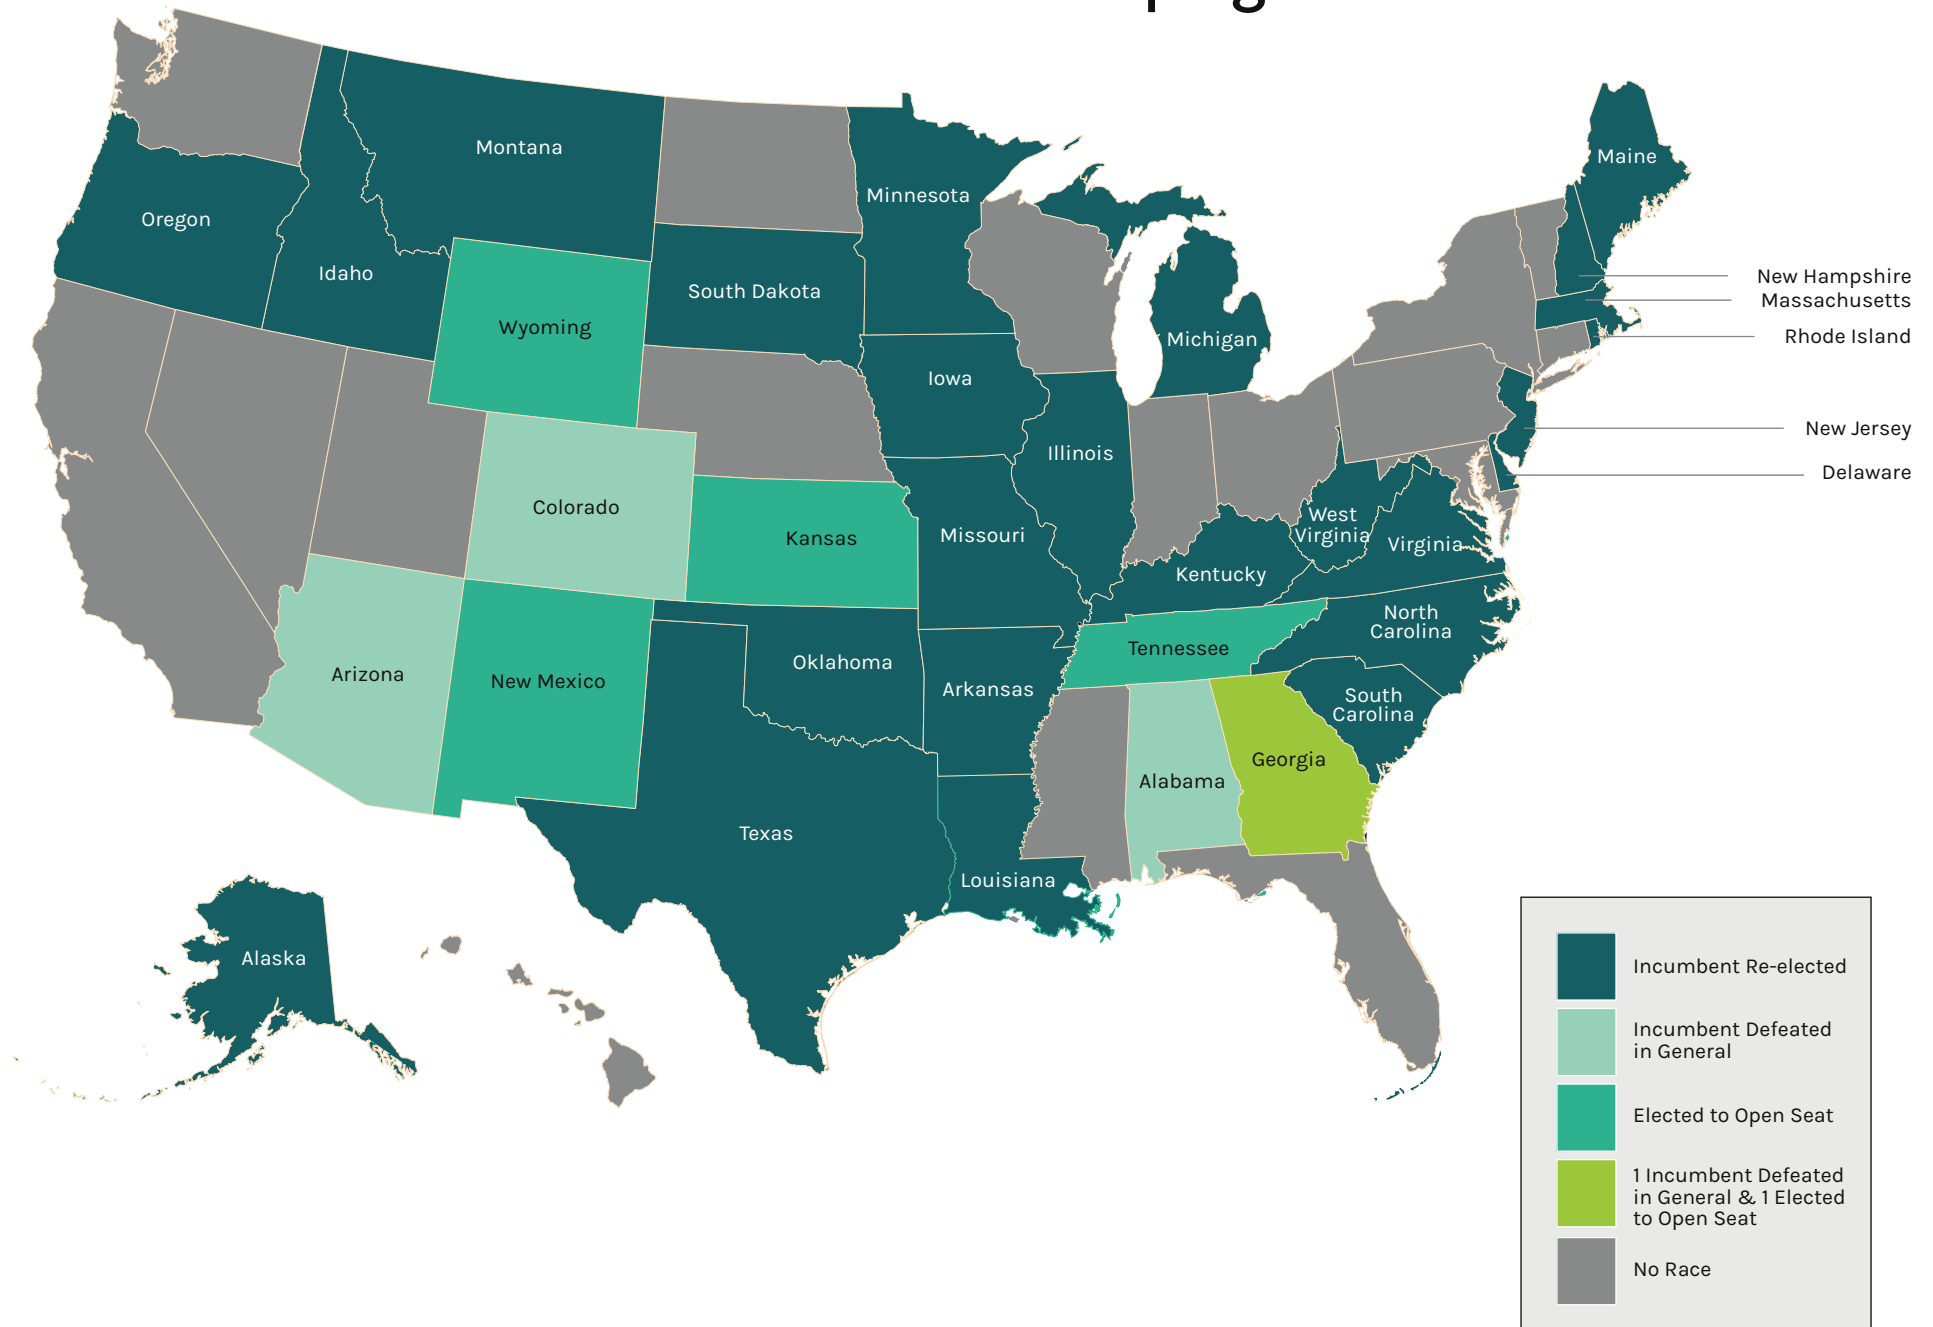 Montana
Maine
Minnesota
Oregon
Idaho
New Hampshire
South Dakota
Massachusetts
Wyoming
Michigan
Rhode Island
Iowa
New Jersey
Illinois
Delaware
Colorado
Kansas
Missouri
West
Virginia
Virginia
Kentucky
North
Carolina
Tennessee
Oklahoma
Arizona
New Mexico
Arkansas
South
Carolina
Georgia
Alabama
Texas
Louisiana
Alaska
Incumbent Re-elected
Incumbent Defeated
in General
Elected to Open Seat
1 Incumbent Defeated
in General & 1 Elected
to Open Seat
No Race